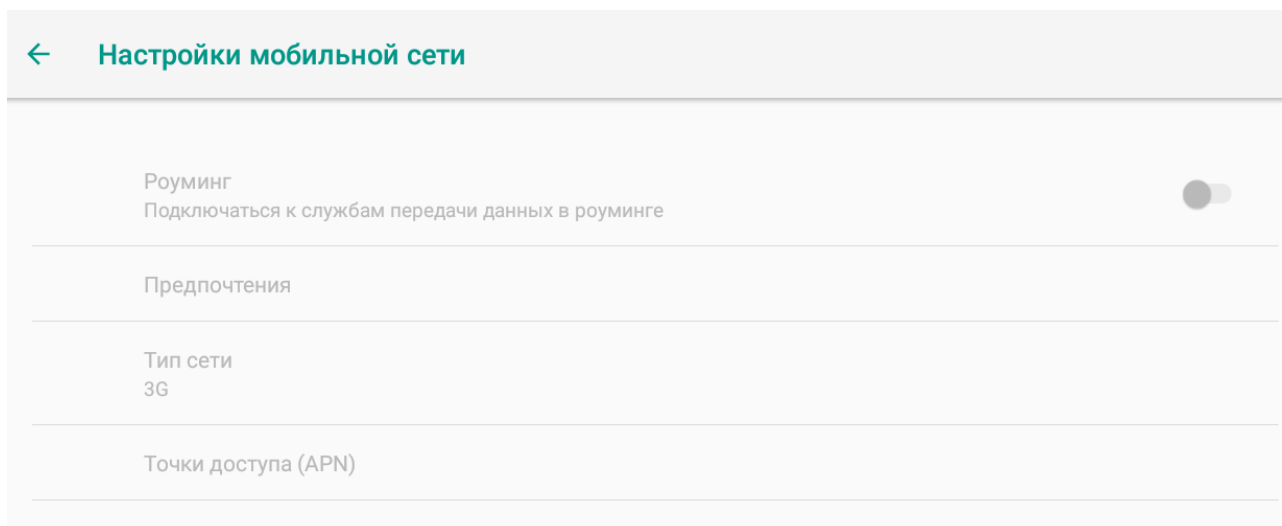 Настройки мобильной сети
Роуминг
Подключаться к службам передачи данных в роуминге
Предпочтения
Тип сети
3G
Точки доступа (APN)